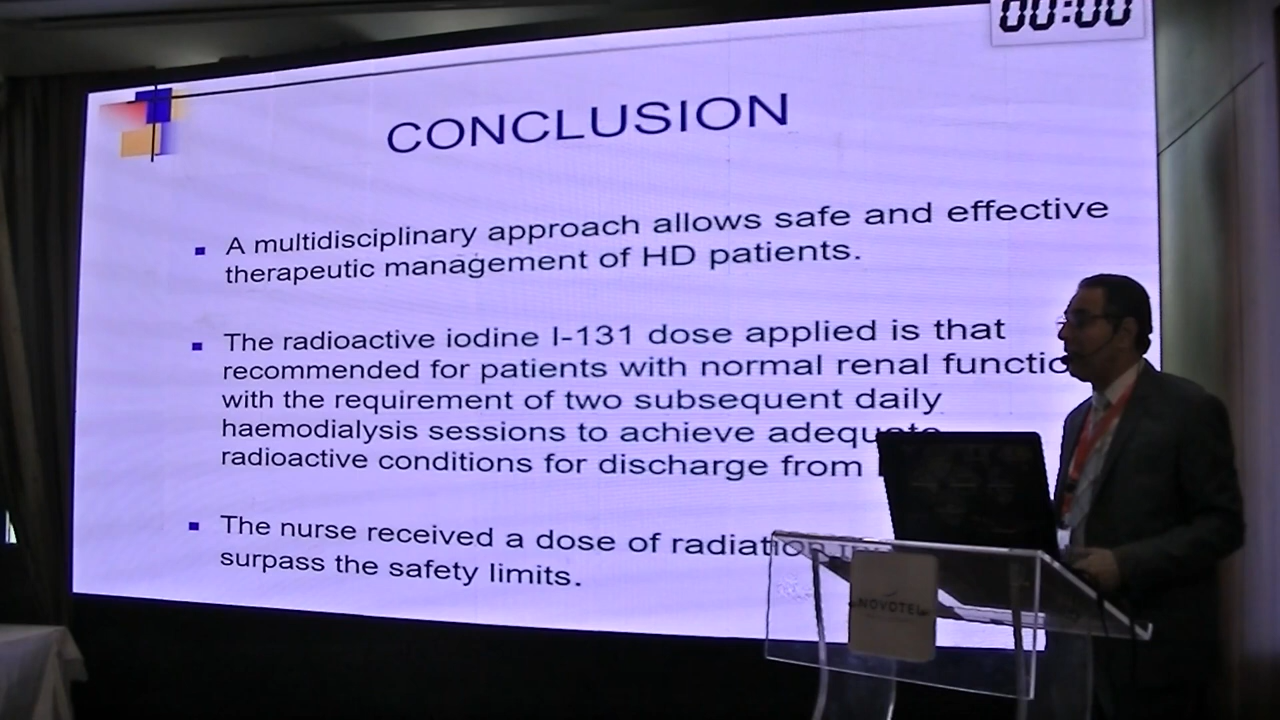 00:00
CONCLUSION
A multidisciplinary approach allows safe and effective
therapeutic management of HD patients.
The radioactive iodine I-131 dose applied is that
recommended for patients with normal renal functio
with the requirement of two subsequent daily
haemodialysis sessions to achieve adequate
radioactive conditions for discharge from
The nurse received a dose of radiation
surpass the safety limits.
NOVOTEL